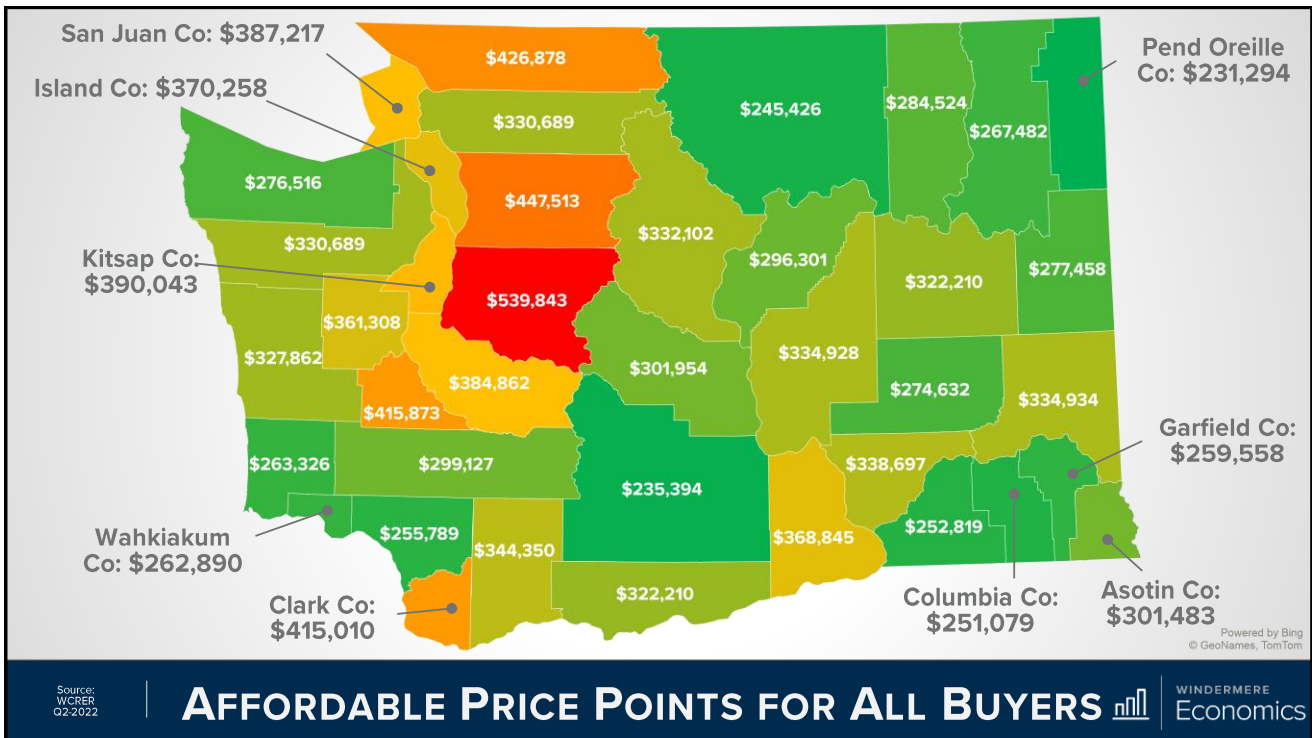 San Juan Co: $387,217
Island Co: $370,258
$426,878
$330,689
$245,426
$284,524
$267,482
Pend Oreille
Co: $231,294
$276,516
$447,513
$332,102
$296,301
$330,689
Kitsap Co:
$390,043
$539,843
$322,210
$277,458
$361,308
$327,862
$384,862
$301,954
$334,928
$274,632
$334,934
$415,873
Garfield Co:
$259,558
$263,326
$299,127
$235,394
$338,697
Wahkiakum
Co: $262,890
$255,789
$344,350
$368,845
$252,819
Clark Co:
$415,010
$322,210
Columbia Co:
$251,079
Asotin Co:
$301,483
Powered by Bing
© GeoNames, TomTom
Source:
WCRER
Q2-2022
AFFORDABLE PRICE POINTS FOR ALL BUYERS
WINDERMERE
Economics